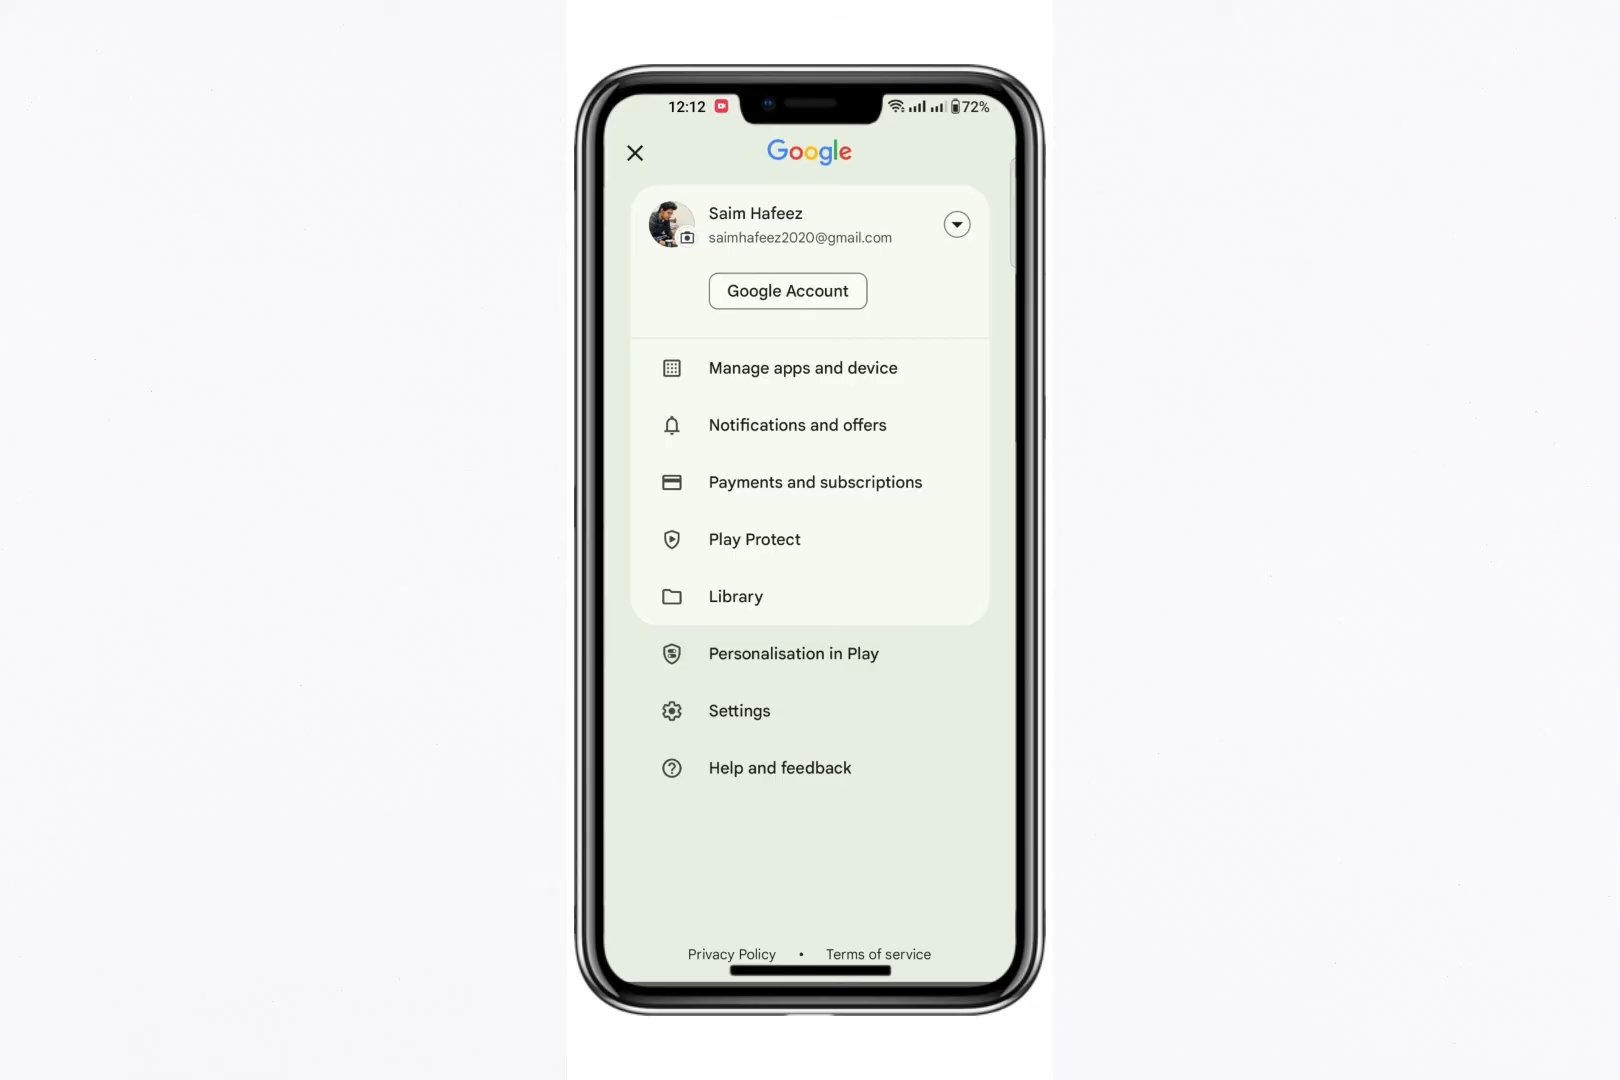 12:12
72%
Google
Saim Hafeez
saimhafeez2020@gmail.com
Google Account
Manage apps and device
Notifications and offers
Payments and subscriptions
Play Protect
Library
Personalisation in Play
Settings
Help and feedback
Privacy Policy • Terms of service